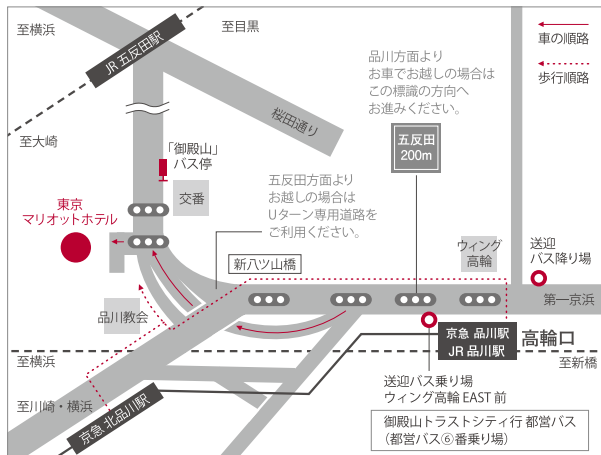 至横浜
至目黒
JR 五反田駅
車の順路
歩行順路
品川方面より
お車でお越しの場合は
この標識の方向へ
お進みください。
桜田通り
至大崎
「御殿山」
バス停
五反田
200m
交番
五反田方面より
お越しの場合は
Uターン専用道路を
ご利用ください。
東京
マリオットホテル
新八ツ山橋
ウィング
高輪
送迎
バス降り場
第一京浜
品川教会
京急 品川駅
JR 品川駅
高輪口
至横浜
至新橋
送迎バス乗り場
ウィング高輪 EAST 前
至川崎・横浜
京急 北品川駅
御殿山トラストシティ行 都営バス
（都営バス⑥番乗り場）